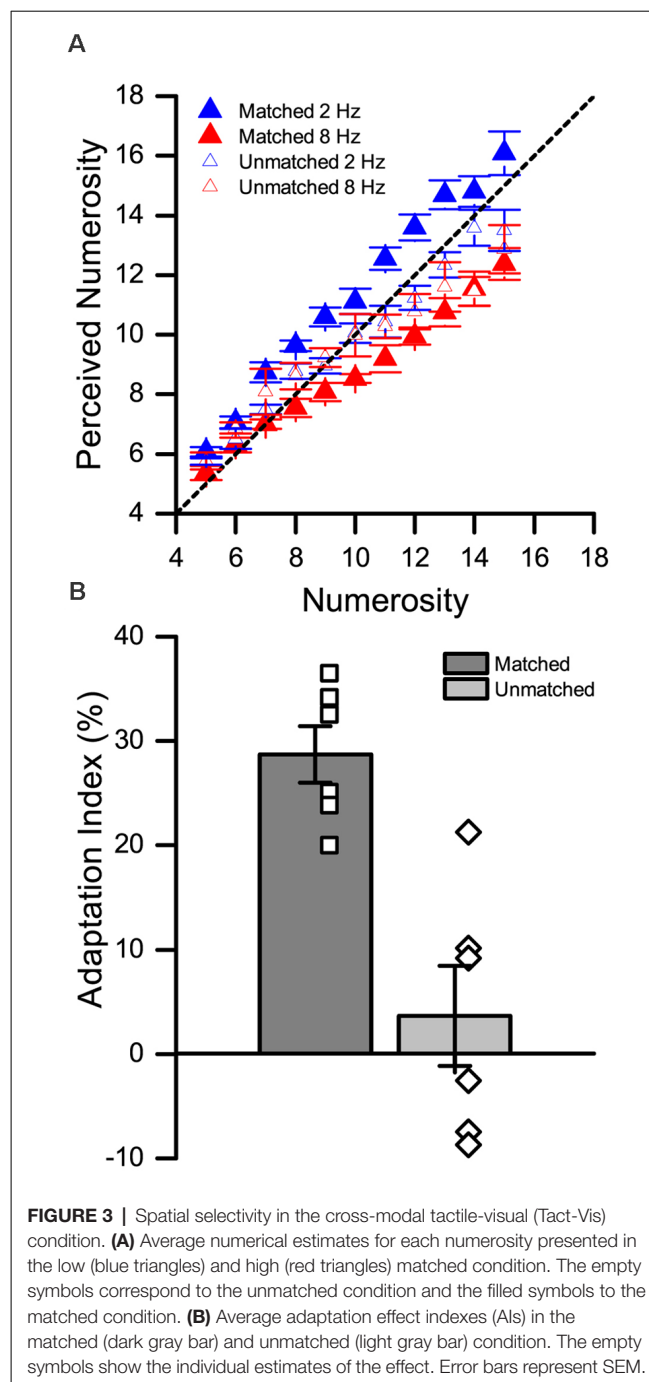 A
18
16
14
12
10
8
6
4
Perceived Numerosity
Matched 2 Hz
Matched 8 Hz
Unmatched 2 Hz
Unmatched 8 Hz
4 6 8 10 12 14 16 18
Numerosity
B
40
30
20
10
0
-10
Adaptation Index (%)
Matched
Unmatched
FIGURE 3 | Spatial selectivity in the cross-modal tactile-visual (Tact-Vis)
condition. (A) Average numerical estimates for each numerosity presented in
the low (blue triangles) and high (red triangles) matched condition. The empty
symbols correspond to the unmatched condition and the filled symbols to the
matched condition. (B) Average adaptation effect indexes (AIs) in the
matched (dark gray bar) and unmatched (light gray bar) condition. The empty
symbols show the individual estimates of the effect. Error bars represent SEM.